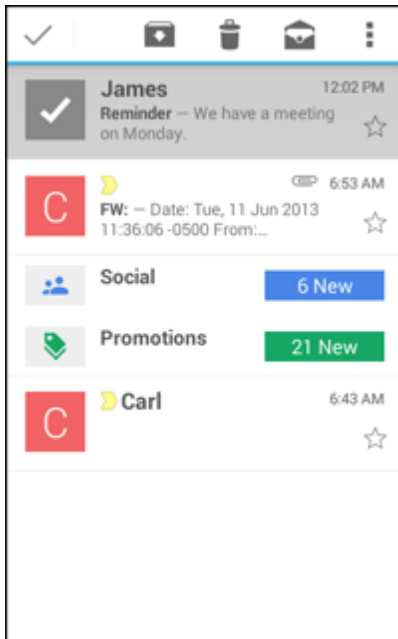 James 12:02 PM
Reminder – We have a meeting
on Monday.
C 6:53 AM
FW: – Date: Tue, 11 Jun 2013
11:36:06 -0500 From:...
Social 6 New
Promotions 21 New
C Carl 6:43 AM